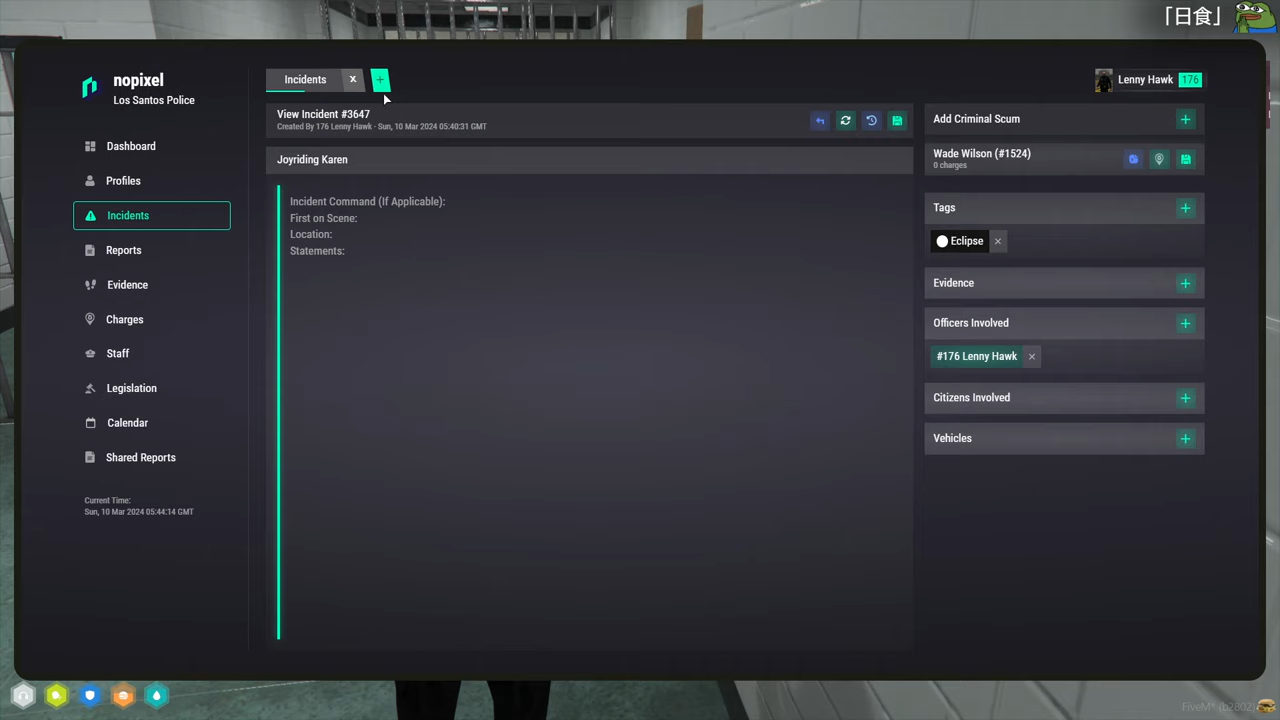 「日食」
nopixel
Los Santos Police
Dashboard
Profiles
Incidents
Reports
Evidence
Charges
Staff
Legislation
Calendar
Shared Reports
Current Time:
Sun, 10 Mar 2024 05:44:14 GMT
Incidents x +
View Incident #3647
Created By 176 Lenny Hawk - Sun, 10 Mar 2024 05:40:31 GMT
Joyriding Karen
Incident Command (If Applicable):
First on Scene:
Location:
Statements:
Lenny Hawk 176
Add Criminal Scum
Wade Wilson (#1524)
0 charges
Tags
Eclipse
Evidence
Officers Involved
#176 Lenny Hawk
Citizens Involved
Vehicles
FiveM* (b2802)